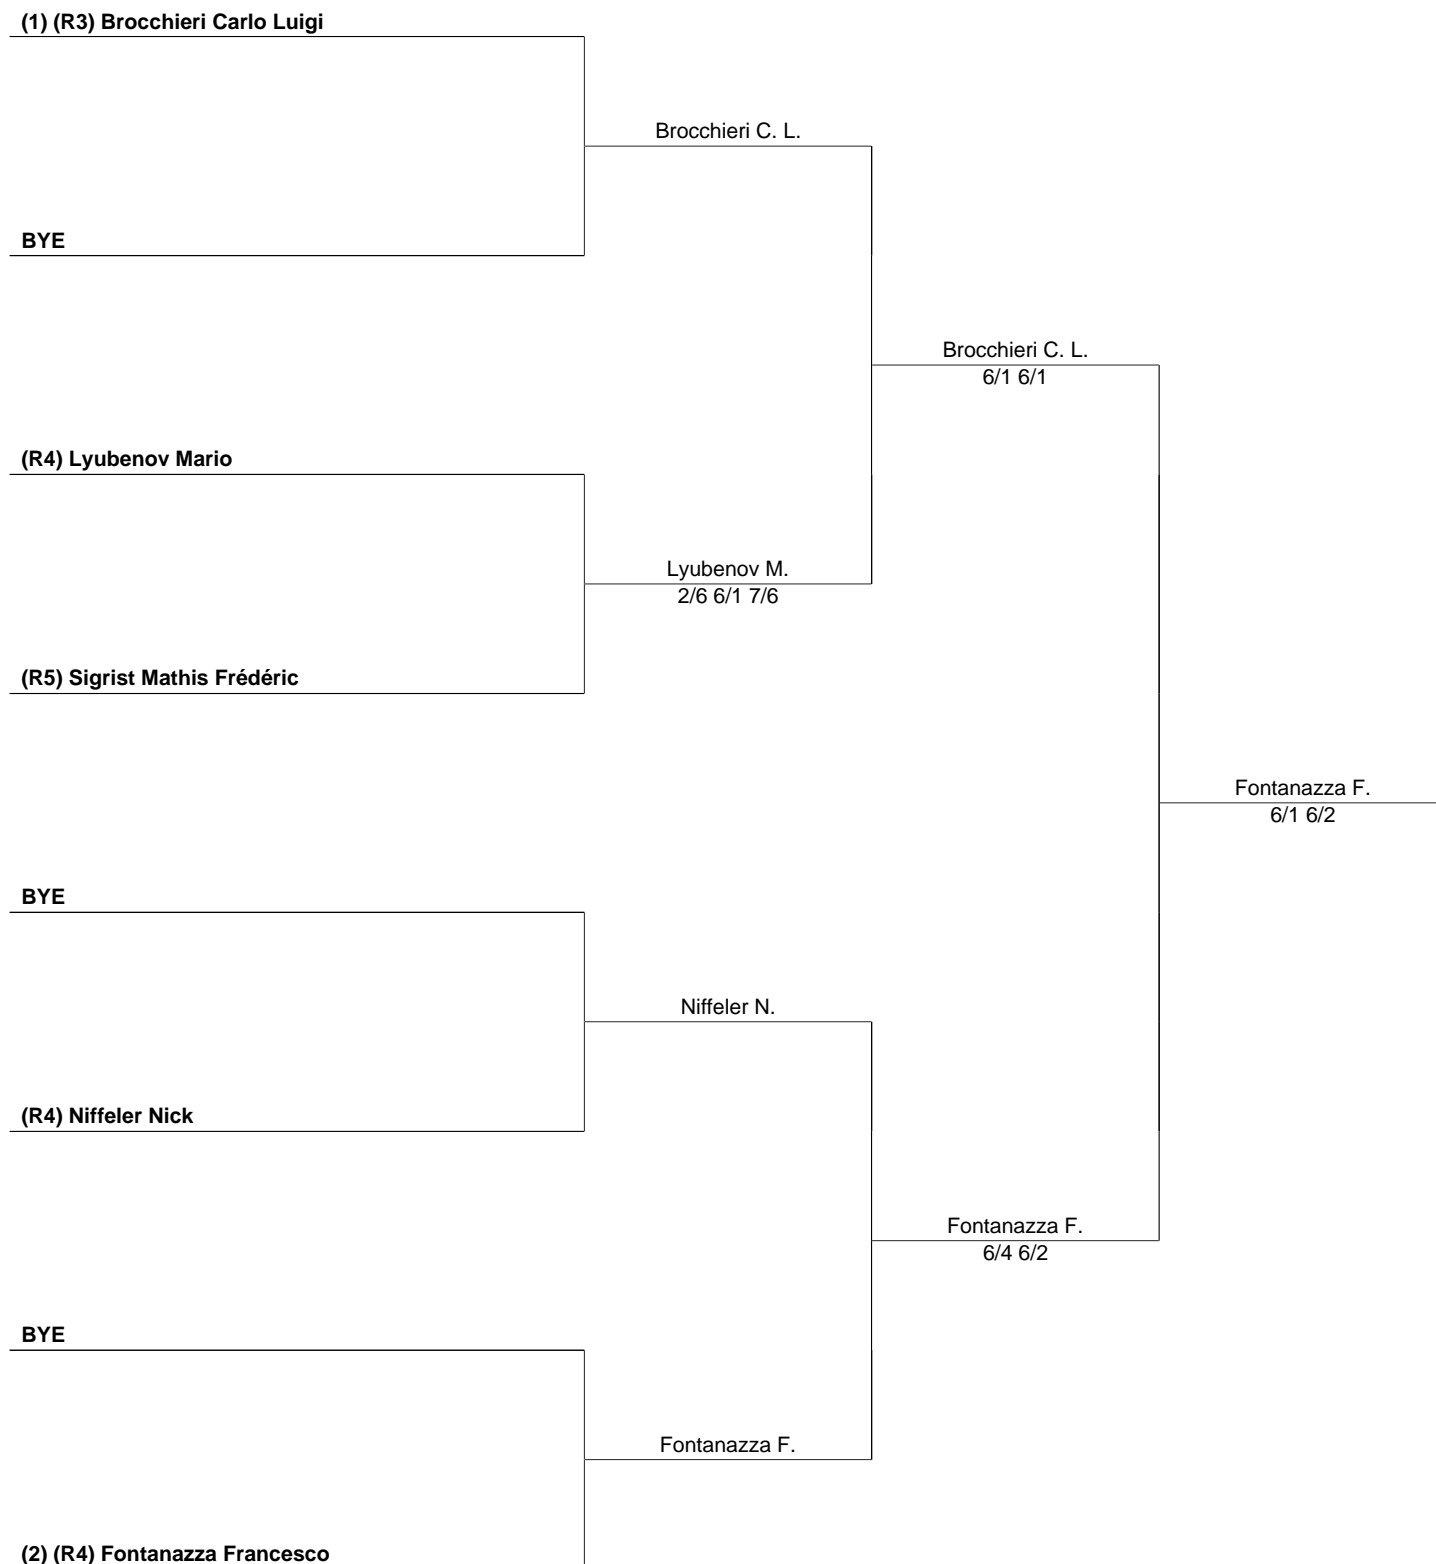 (1) (R3) Brocchieri Carlo Luigi
Brocchieri C. L.
BYE
Brocchieri C. L.
6/1 6/1
(R4) Lyubenov Mario
Lyubenov M.
2/6 6/1 7/6
(R5) Sigrist Mathis Frédéric
Fontanazza F.
6/1 6/2
BYE
Niffeler N.
(R4) Niffeler Nick
Fontanazza F.
6/4 6/2
BYE
Fontanazza F.
(2) (R4) Fontanazza Francesco